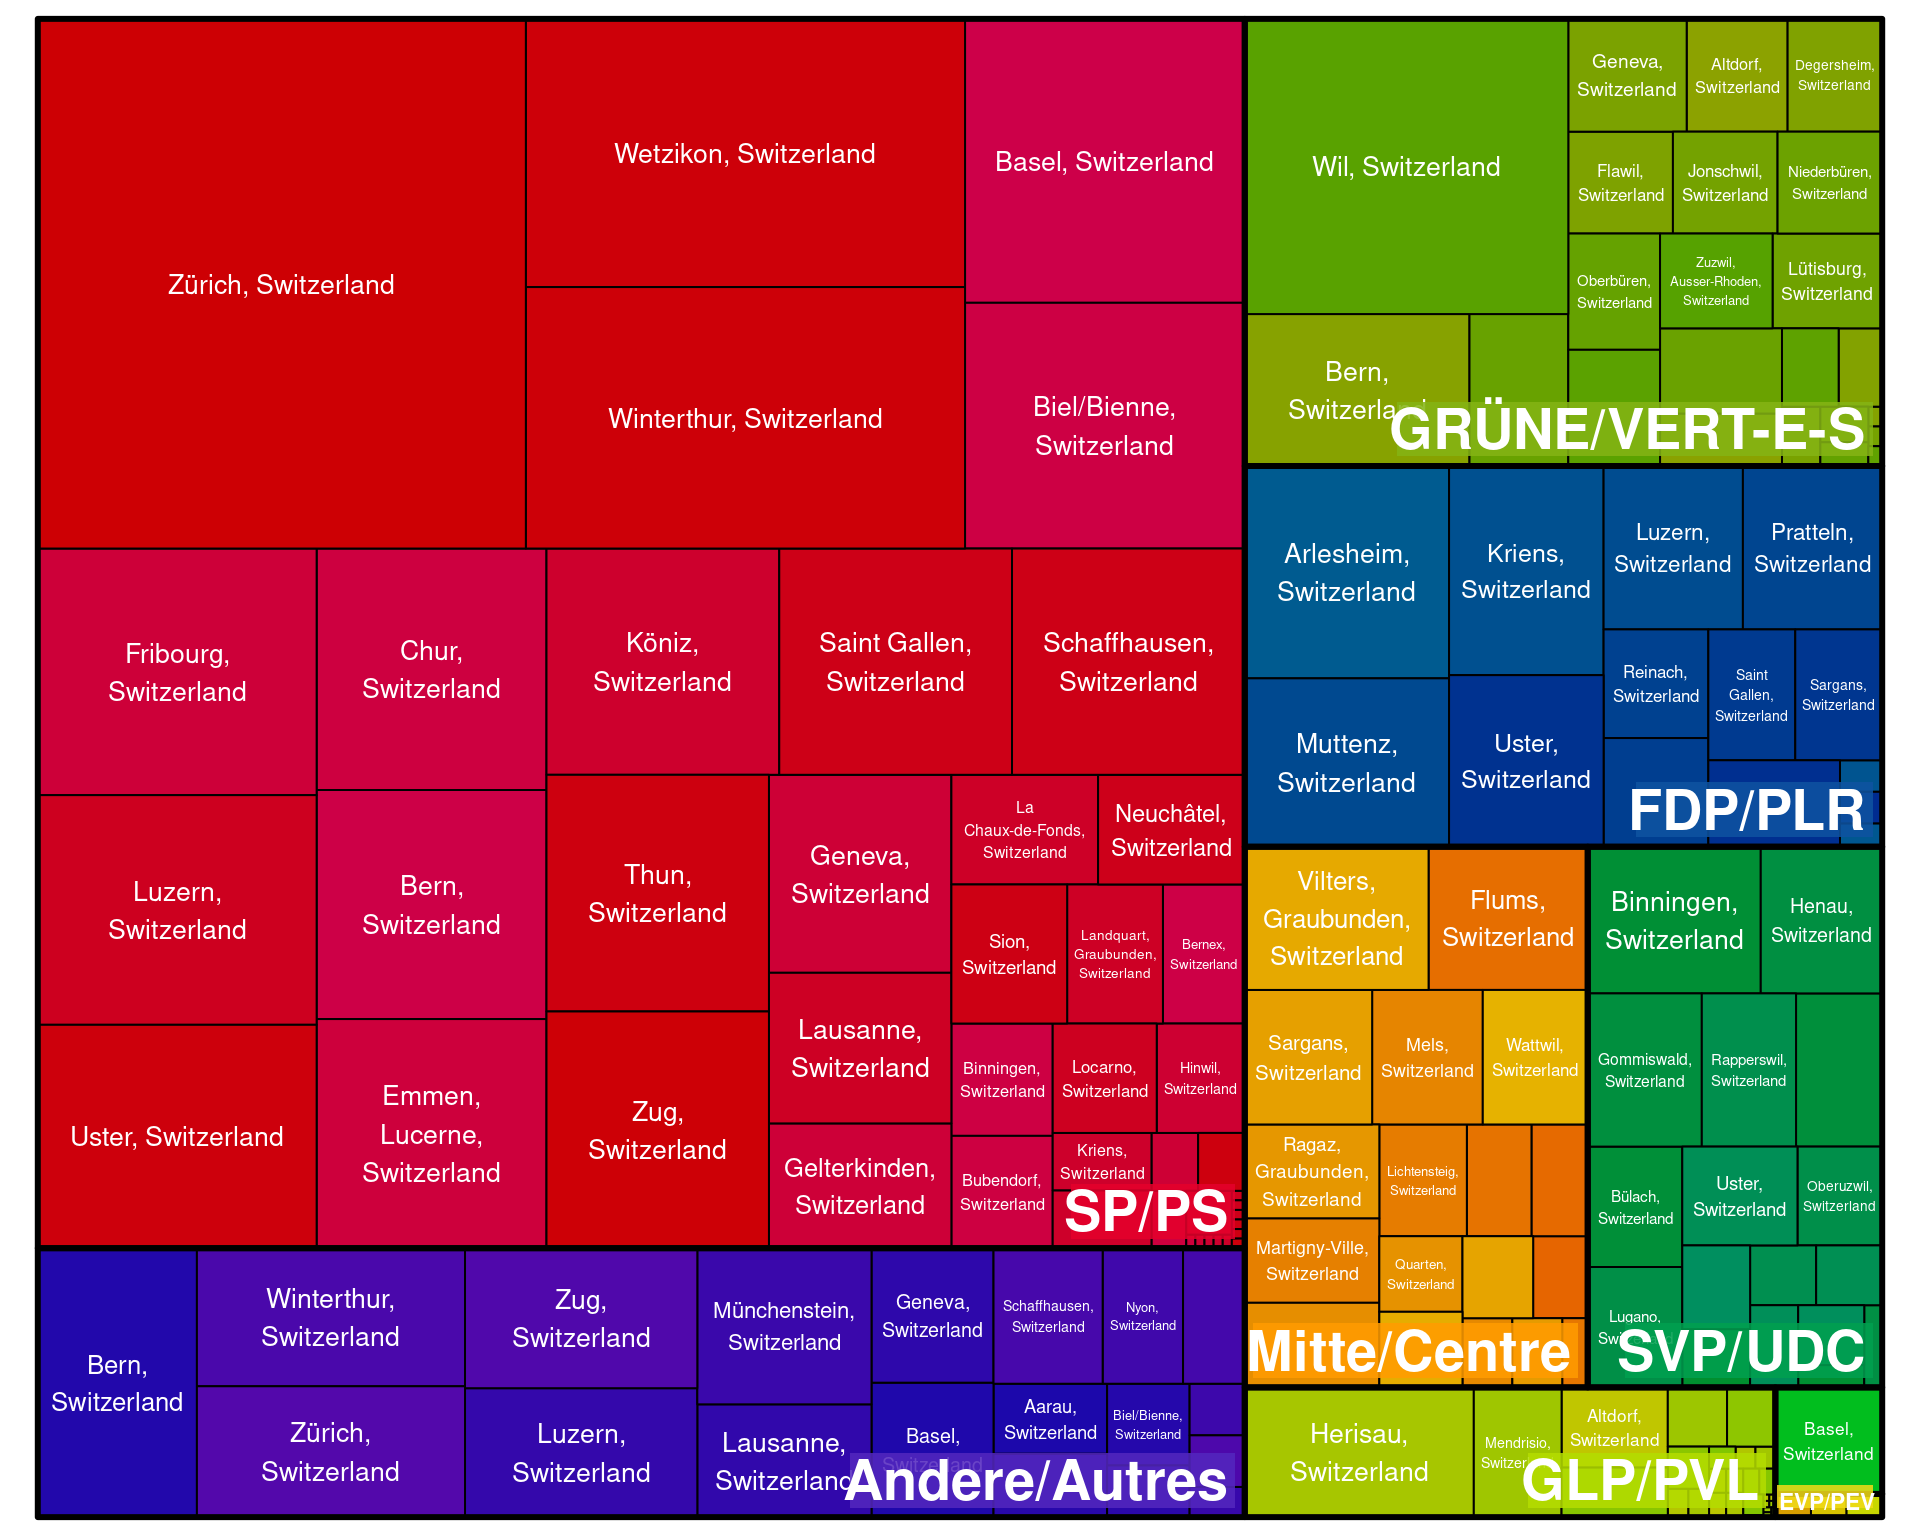 Zürich, Switzerland
Wetzikon, Switzerland
Winterthur, Switzerland
Basel, Switzerland
Biel/Bienne,
Switzerland
Fribourg,
Switzerland
Luzern,
Switzerland
Uster, Switzerland
Chur,
Switzerland
Bern,
Switzerland
Emmen,
Lucerne,
Switzerland
Köniz,
Switzerland
Saint Gallen,
Switzerland
Schaffhausen,
Switzerland
Thun,
Switzerland
Zug,
Switzerland
Geneva,
Switzerland
Lausanne,
Switzerland
Gelterkinden,
Switzerland
La
Chaux-de-Fonds,
Switzerland
Neuchâtel,
Switzerland
Sion,
Switzerland
Landquart,
Graubunden,
Switzerland
Bernex,
Switzerland
Binningen,
Switzerland
Bubendorf,
Switzerland
Locarno,
Switzerland
Hinwil,
Switzerland
Kriens,
Switzerland
SP/PS
Bern,
Switzerland
Winterthur,
Switzerland
Zürich,
Switzerland
Zug,
Switzerland
Luzern,
Switzerland
Münchenstein,
Switzerland
Lausanne,
Switzerland
Geneva,
Switzerland
Basel,
Switzerland
Schaffhausen,
Switzerland
Nyon,
Switzerland
Aarau,
Switzerland
Biel/Bienne,
Switzerland
Andere/Autres
Wil, Switzerland
Bern,
Switzerland
Geneva,
Switzerland
Altdorf,
Switzerland
Degersheim,
Switzerland
Flawil,
Switzerland
Jonschwil,
Switzerland
Niederbüren,
Switzerland
Oberbüren,
Switzerland
Zuzwil,
Ausser-Rhoden,
Switzerland
Lütisburg,
Switzerland
GRÜNE/VERT-E-S
Arlesheim,
Switzerland
Muttenz,
Switzerland
Kriens,
Switzerland
Uster,
Switzerland
Luzern,
Switzerland
Pratteln,
Switzerland
Reinach,
Switzerland
Saint
Gallen,
Switzerland
Sargans,
Switzerland
FDP/PLR
Vilters,
Graubunden,
Switzerland
Flums,
Switzerland
Sargans,
Switzerland
Mels,
Switzerland
Wattwil,
Switzerland
Ragaz,
Graubunden,
Switzerland
Lichtensteig,
Switzerland
Martigny-Ville,
Switzerland
Quarten,
Switzerland
Mitte/Centre
Binningen,
Switzerland
Henau,
Switzerland
Gommiswald,
Switzerland
Rapperswil,
Switzerland
Bülach,
Switzerland
Uster,
Switzerland
Oberuzwil,
Switzerland
Lugano,
Switzerland
SVP/UDC
Herisau,
Switzerland
Mendrisio,
Switzerland
Altdorf,
Switzerland
GLP/PVL
Basel,
Switzerland
EVP/PEV